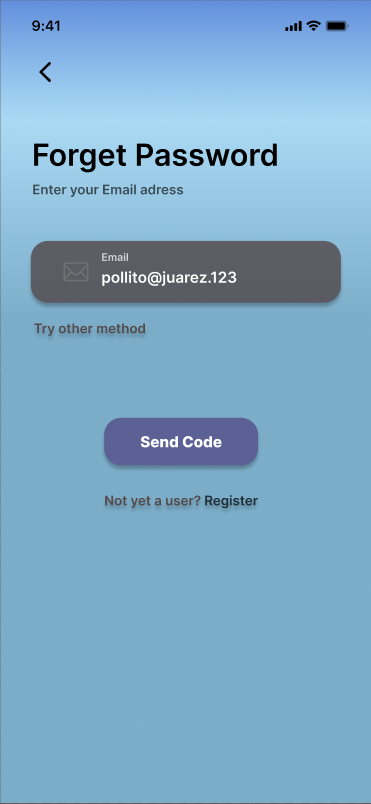 9:41
Forget Password
Enter your Email adress
Email
pollito@juarez.123
Try other method
Send Code
Not yet a user? Register